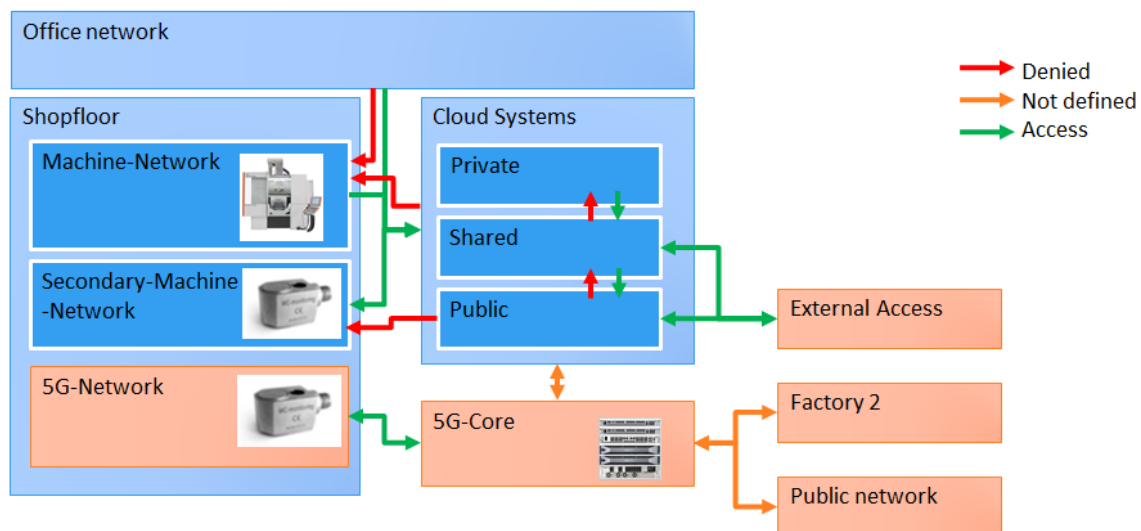 Office network
Denied
Not defined
Access
Shopfloor
Cloud Systems
Machine-Network
Private
Shared
Secondary-Machine
-Network
Public
External Access
5G-Network
5G-Core
Factory 2
Public network